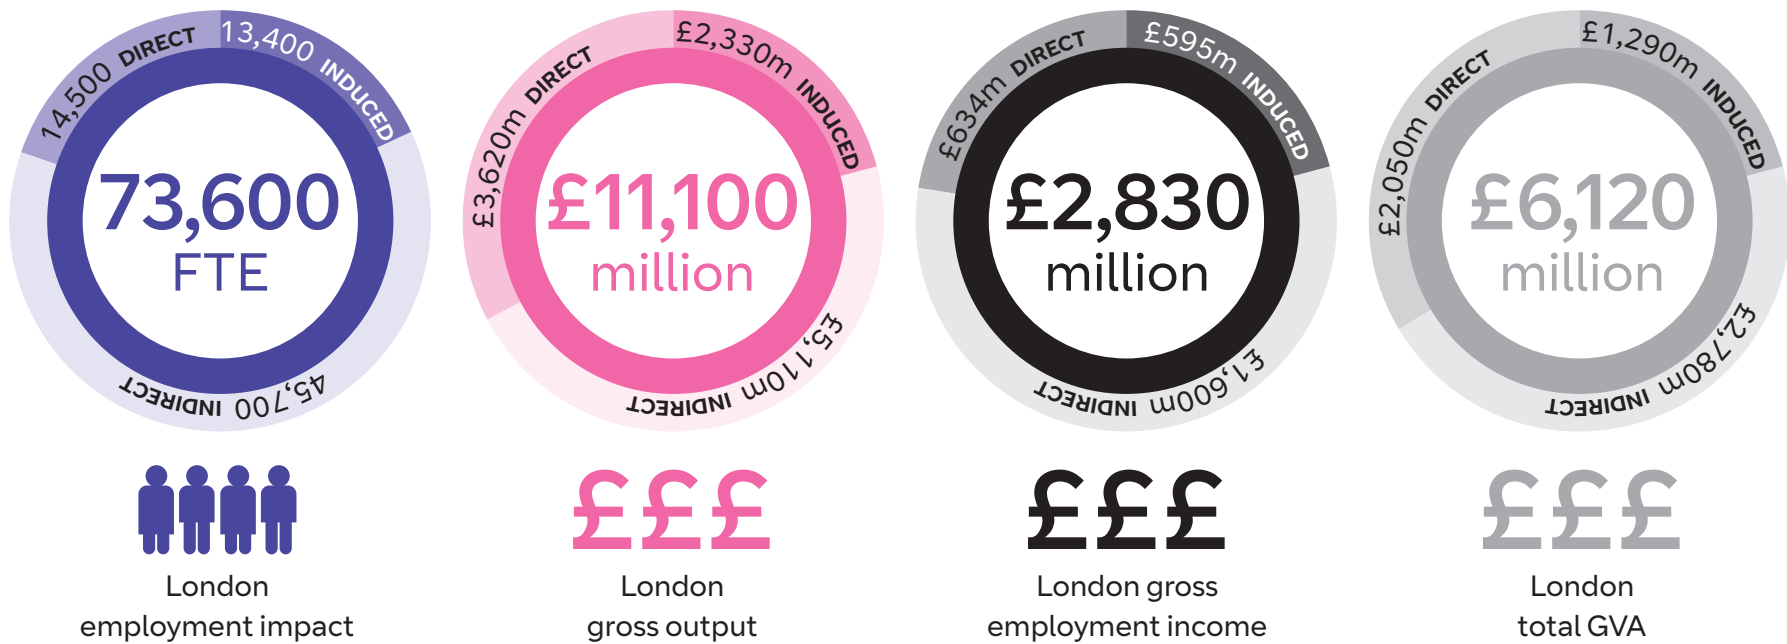 14,500 DIRECT
13,400 INDUCED
45,700 INDIRECT
73,600
FTE
London
employment impact
£3,620m DIRECT
£2,330m INDUCED
£5,110m INDIRECT
£11,100
million
£££
London
gross output
£634m DIRECT
£595m INDUCED
£1,600m INDIRECT
£2,830
million
£££
London gross
employment income
£2,050m DIRECT
£1,290m INDUCED
£2,780m INDIRECT
£6,120
million
£££
London
total GVA